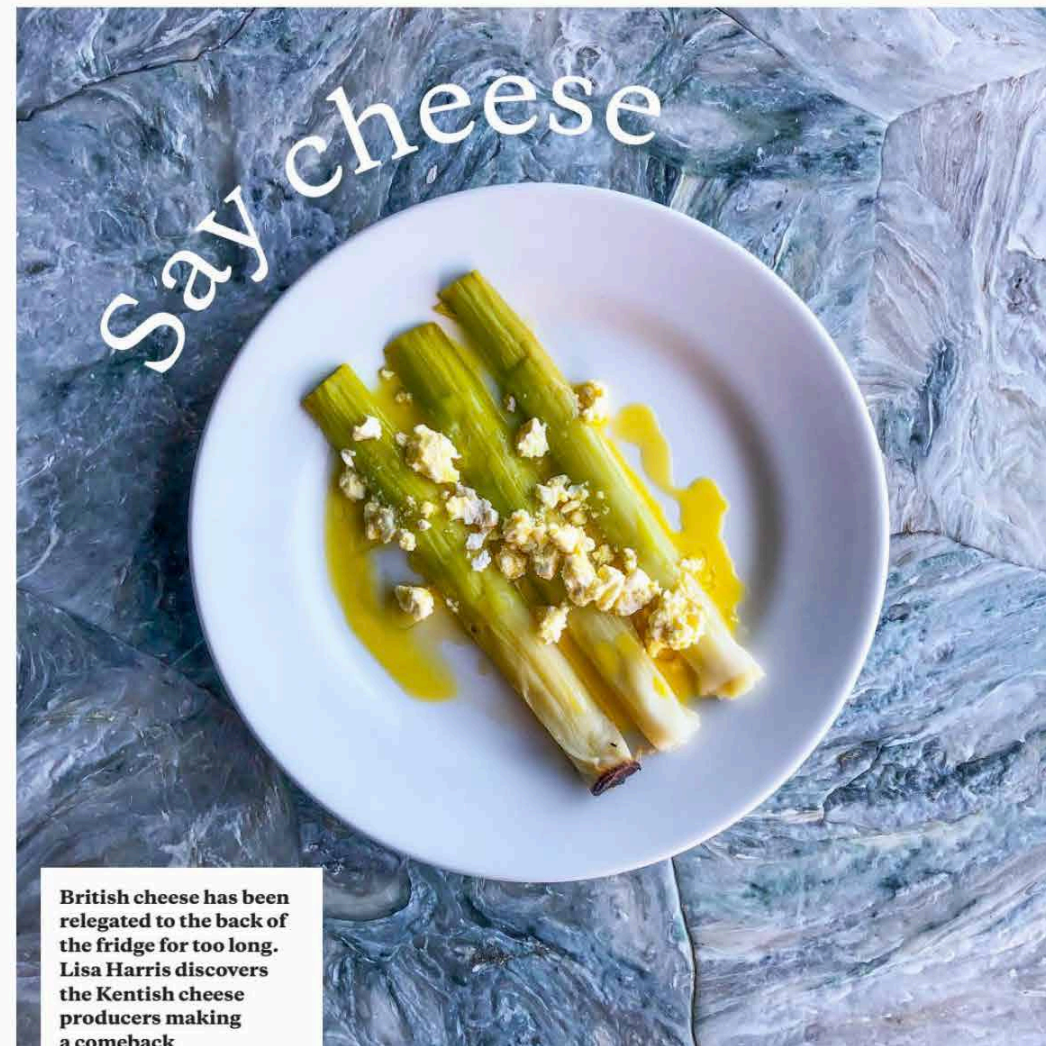 Say cheese
British cheese has been
relegated to the back of
the fridge for too long.
Lisa Harris discovers
the Kentish cheese
producers making
a comeback